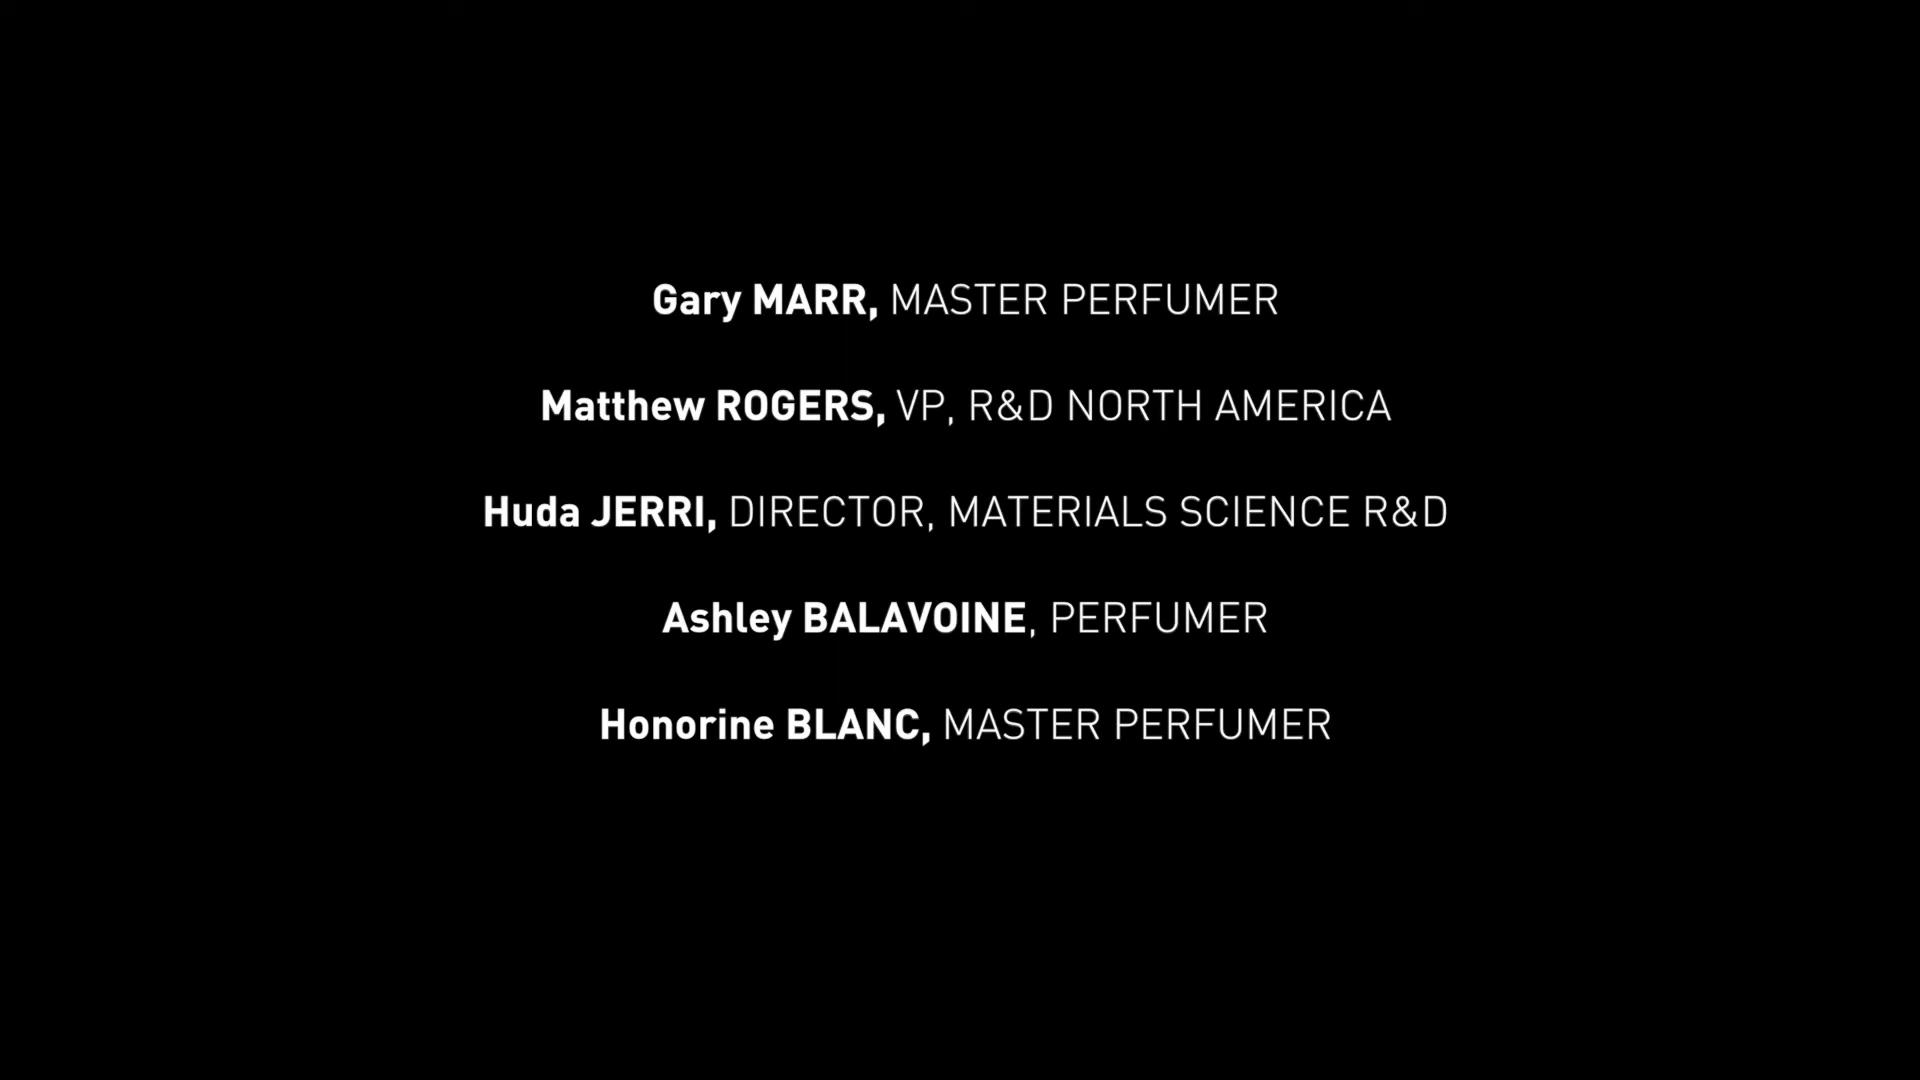 Gary MARR, MASTER PERFUMER
Matthew ROGERS, VP, R&D NORTH AMERICA
Huda JERRI, DIRECTOR, MATERIALS SCIENCE R&D
Ashley BALAVOINE, PERFUMER
Honorine BLANC, MASTER PERFUMER